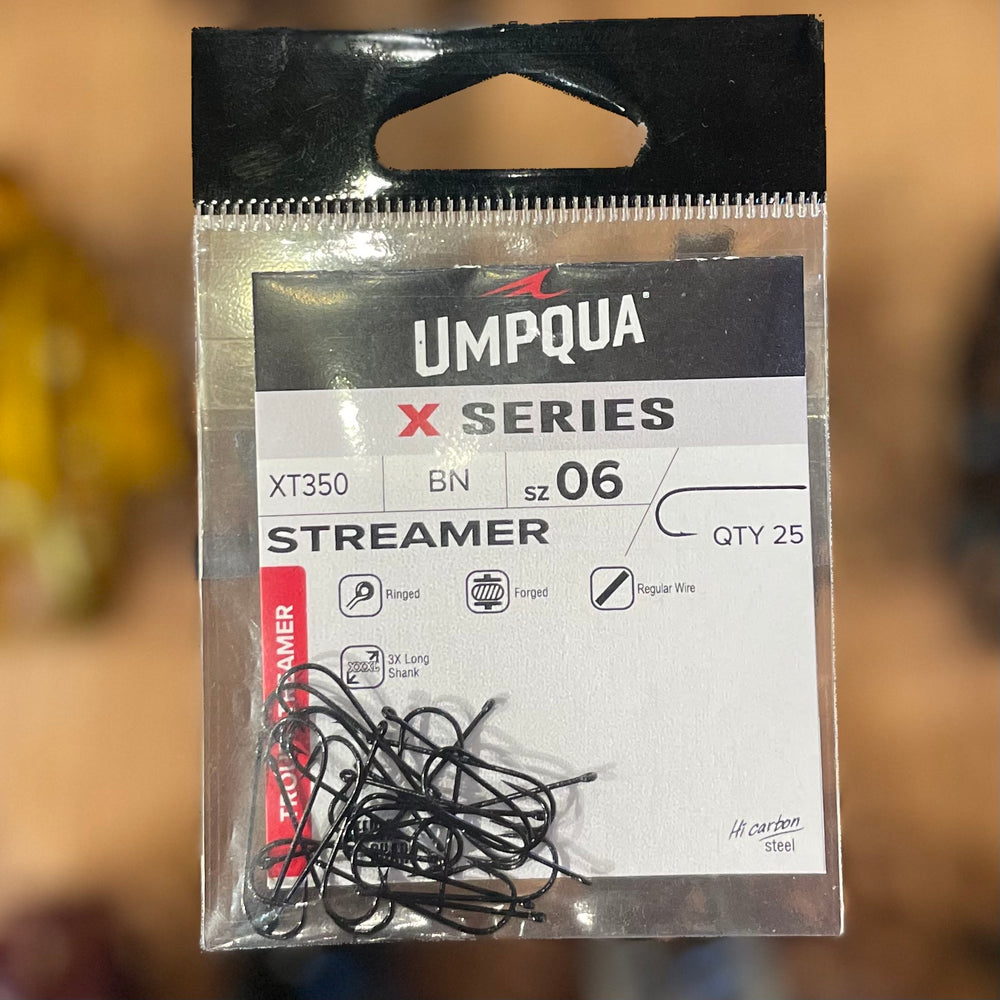 UMPQUA
X SERIES
XT350
BN
SZ 06
STREAMER
QTY 25
Ringed
Forged
Regular Wire
XXXL
3X Long
Shank
Hi carbon
steel